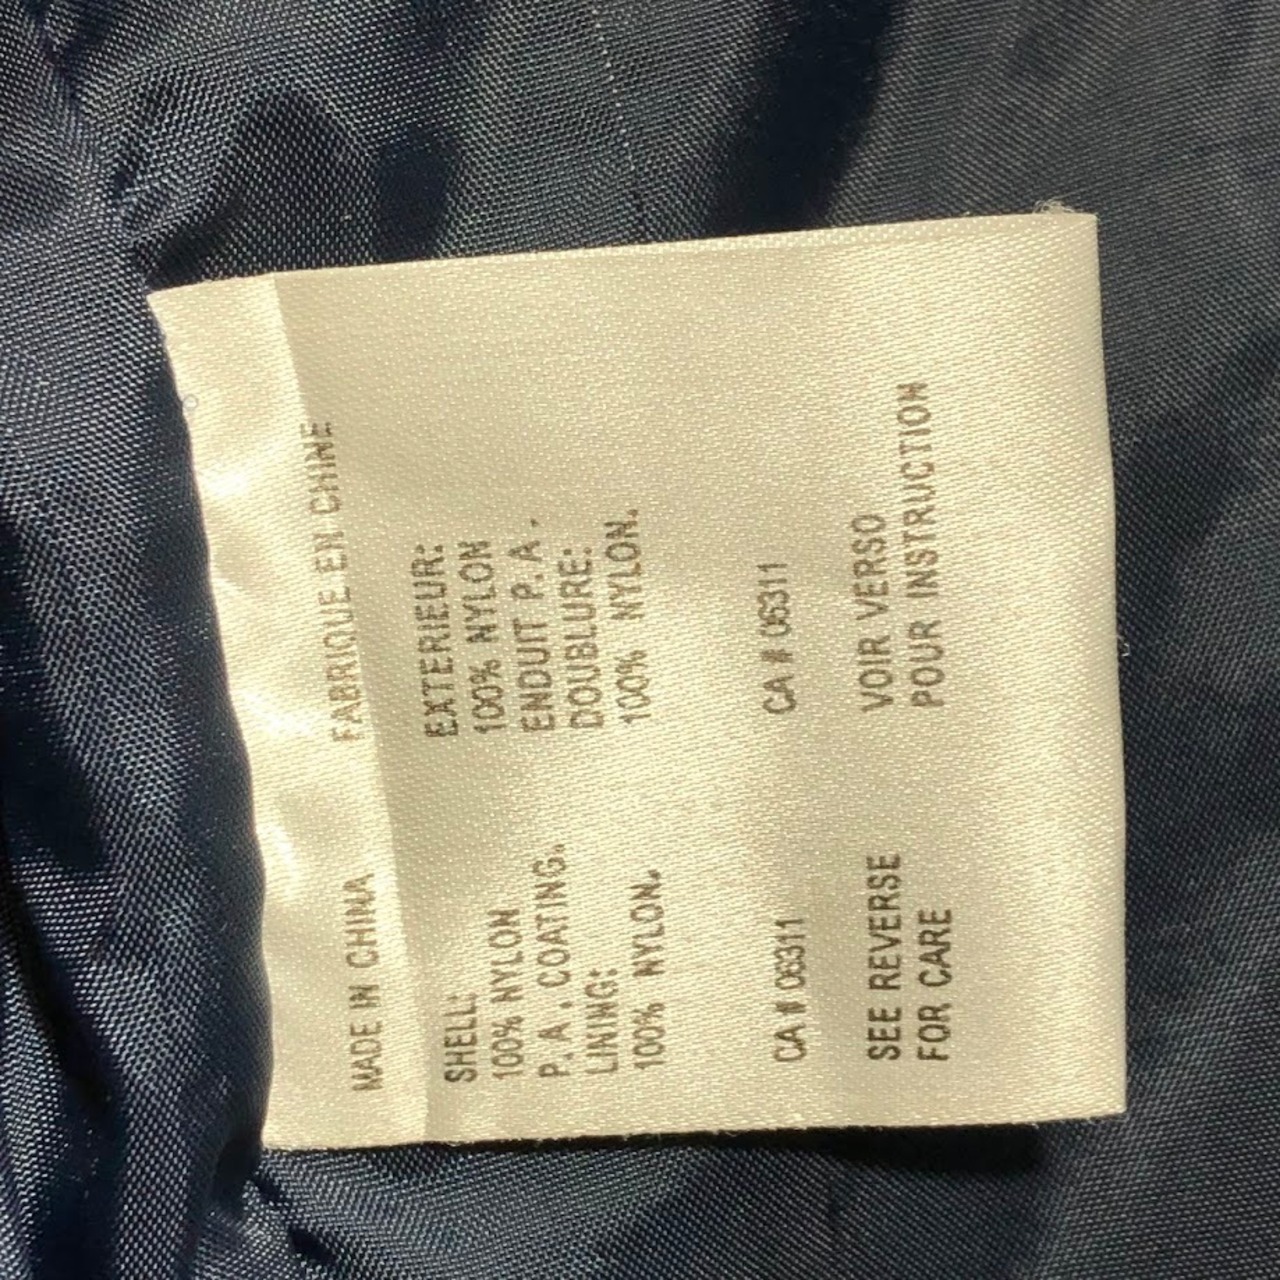 MADE IN CHINA
SHELL:
100% NYLON
P.A. COATING.
LINING:
100% NYLON.
CA # 06311
SEE REVERSE
FOR CARE
FABRIQUE EN CHINE
EXTERIEUR:
100% NYLON
ENDUIT P.A.
DOUBLURE:
100% NYLON.
CA # 06311
VOIR VERSO
POUR INSTRUCTION